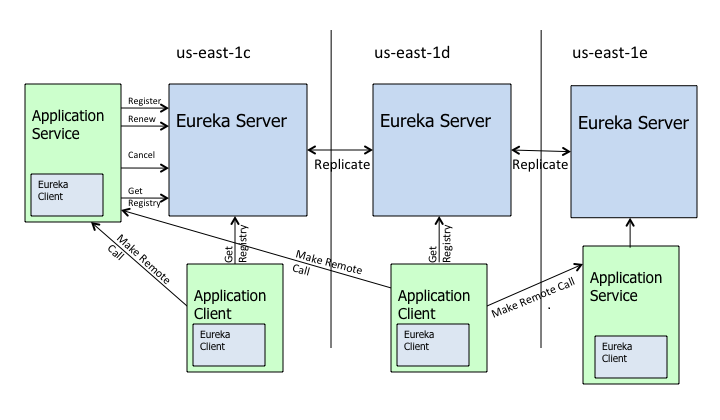 us-east-1c
us-east-1d
us-east-1e
Application
Service
Eureka
Client
Register
Renew
Cancel
Get
Registry
Eureka Server
Replicate
Eureka Server
Replicate
Eureka Server
Make Remote
Call
Get
Registry
Make Remote
Call
Get
Registry
Make Remote Call
.
Application
Client
Eureka
Client
Application
Client
Eureka
Client
Application
Service
Eureka
Client